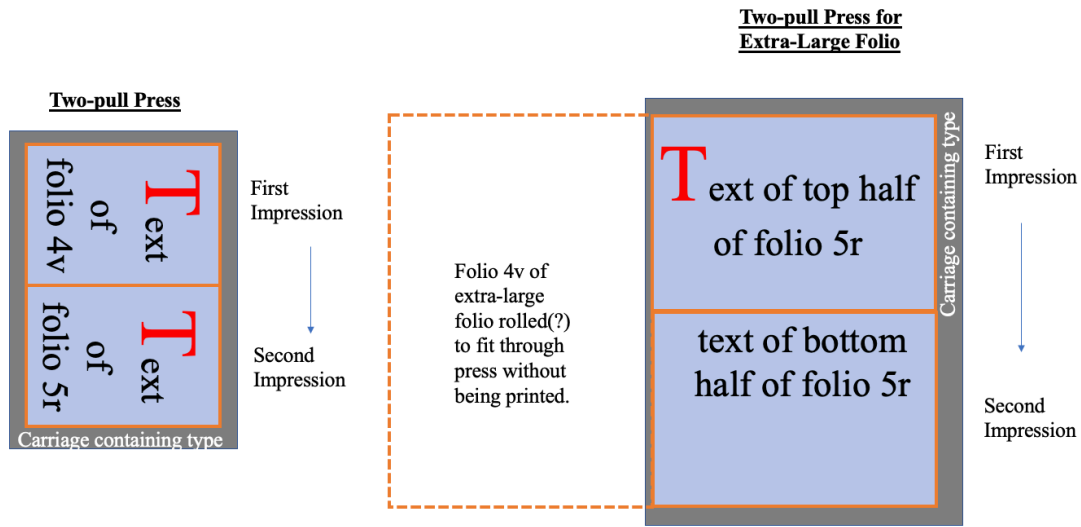 Two-pull Press
Text
of
folio 4v
Text
of
folio 5r
Carriage containing type
First
Impression
Second
Impression
Two-pull Press for
Extra-Large Folio
Folio 4v of
extra-large
folio rolled(?)
to fit through
press without
being printed.
Text of top half
of folio 5r
text of bottom
half of folio 5r
Carriage containing type
First
Impression
Second
Impression